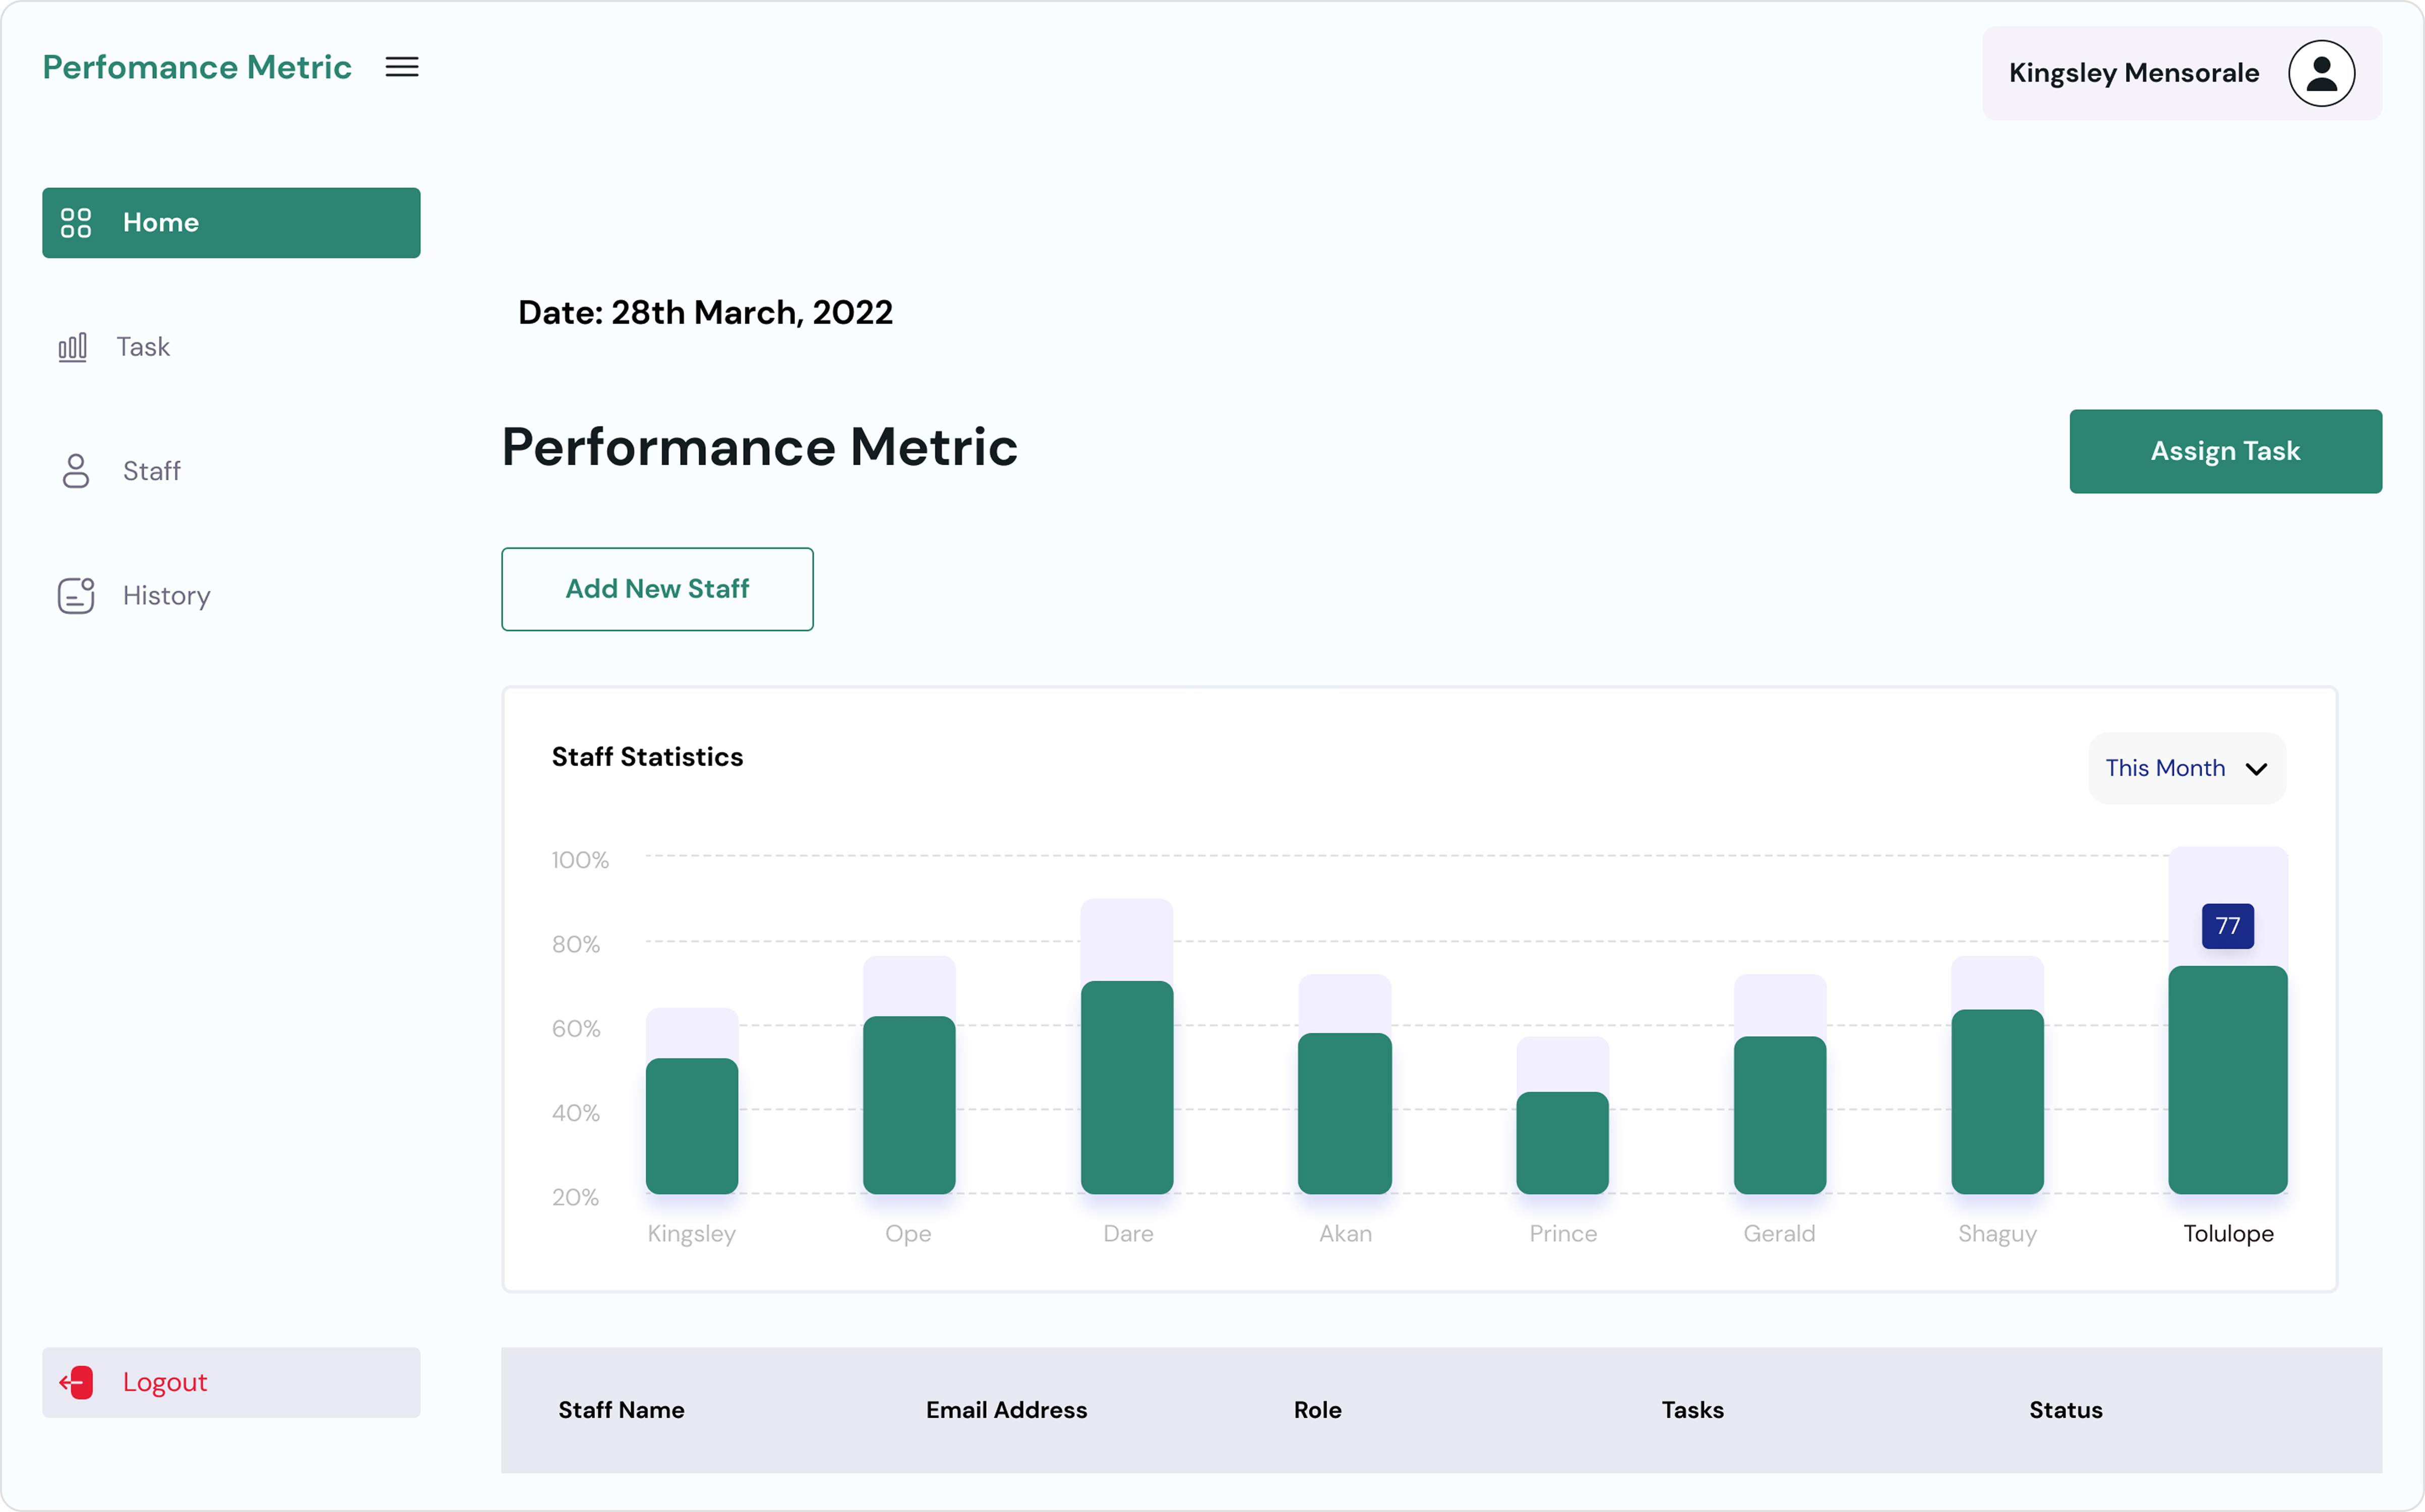 Perfomance Metric
Kingsley Mensorale
Home
Task
Staff
History
Logout
Date: 28th March, 2022
Performance Metric
Assign Task
Add New Staff
Staff Statistics
This Month
100%
80%
60%
40%
20%
77
Kingsley Ope Dare Akan Prince Gerald Shaguy Tolulope
Staff Name Email Address Role Tasks Status